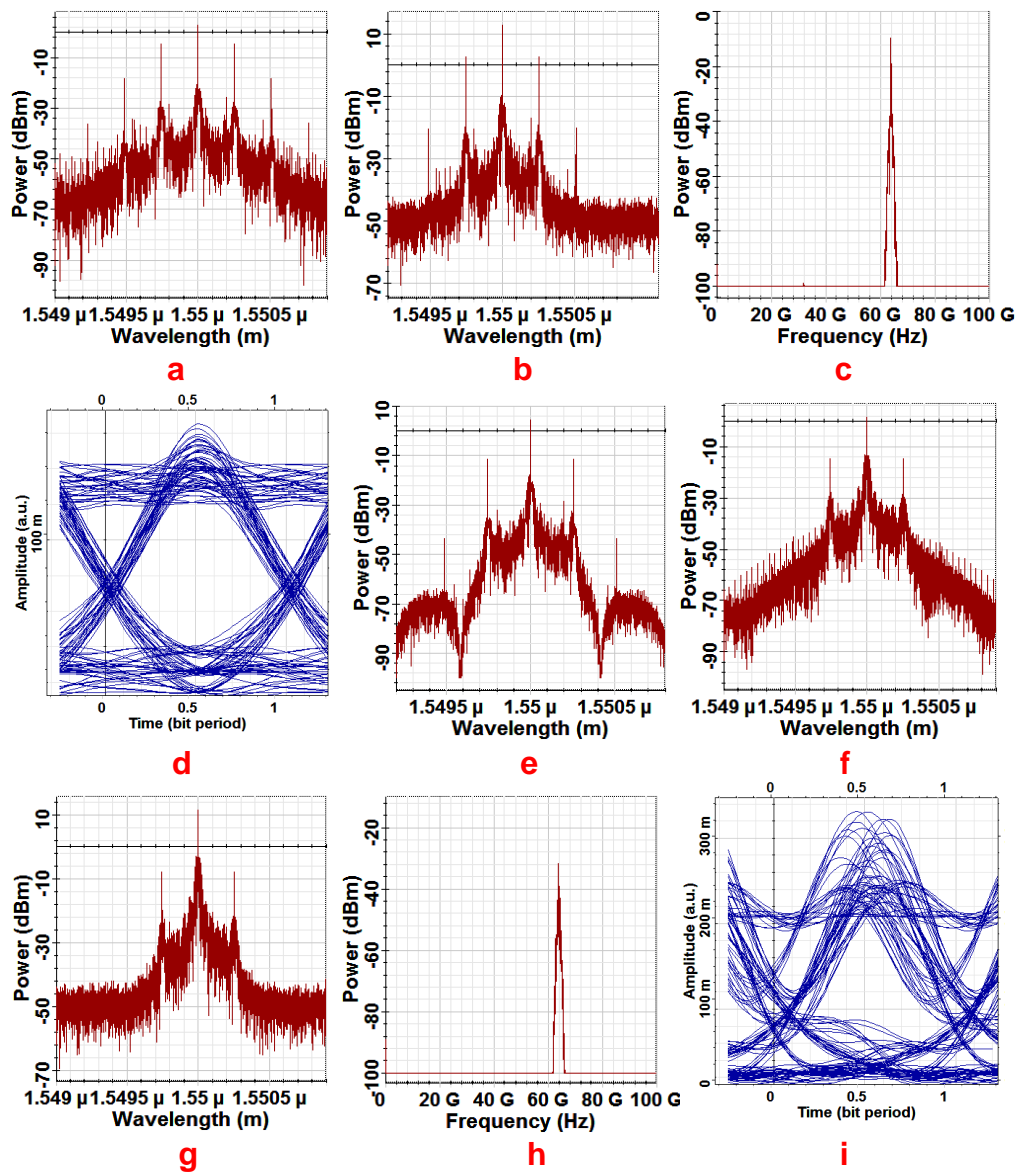 -10
-30
-50
-70
-90
Power (dBm)
1.549 µ 1.5495 µ 1.55 µ 1.5505 µ
Wavelength (m)
a
10
-10
-30
-50
-70
Power (dBm)
1.5495 µ 1.55 µ 1.5505 µ
Wavelength (m)
b
0
-20
-40
-60
-80
-100
Power (dBm)
0 20 G 40 G 60 G 80 G 100 G
Frequency (Hz)
c
0 0.5 1
Amplitude (a.u.)
100 m
0 0.5 1
Time (bit period)
d
10
-10
-30
-50
-70
-90
Power (dBm)
1.5495 µ 1.55 µ 1.5505 µ
Wavelength (m)
e
-10
-30
-50
-70
-90
Power (dBm)
1.549 µ 1.5495 µ 1.55 µ 1.5505 µ
Wavelength (m)
f
10
-10
-30
-50
-70
Power (dBm)
1.549 µ 1.5495 µ 1.55 µ 1.5505 µ
Wavelength (m)
g
-20
-40
-60
-80
-100
Power (dBm)
0 20 G 40 G 60 G 80 G 100 G
Frequency (Hz)
h
0 0.5 1
300 m
200 m
100 m
0
Amplitude (a.u.)
0 0.5 1
Time (bit period)
i